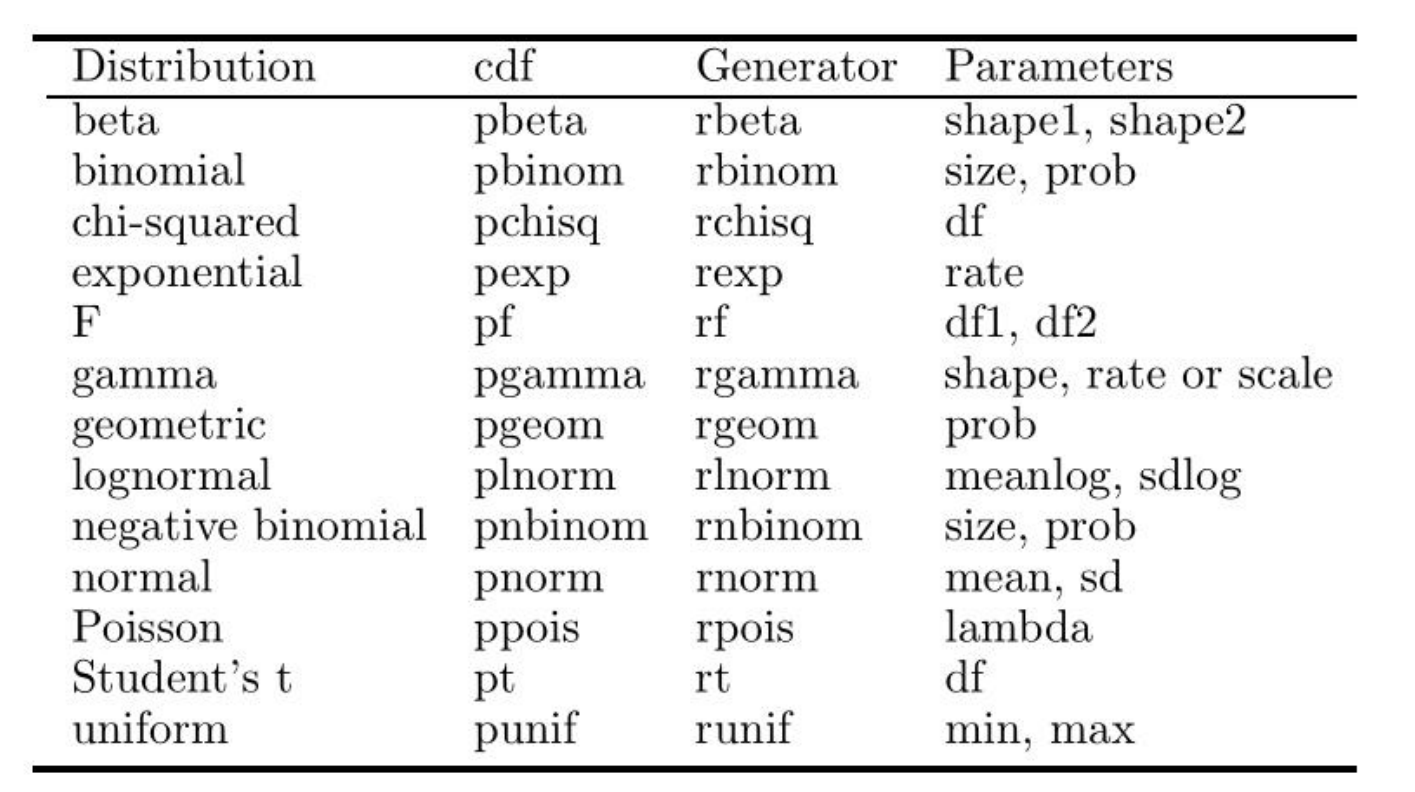 Distribution cdf Generator Parameters
beta pbeta rbeta shape1, shape2
binomial pbinom rbinom size, prob
chi-squared pchisq rchisq df
exponential pexp rexp rate
F pf rf df1, df2
gamma pgamma rgamma shape, rate or scale
geometric pgeom rgeom prob
lognormal plnorm rlnorm meanlog, sdlog
negative binomial pnbinom rnbinom size, prob
normal pnorm rnorm mean, sd
Poisson ppois rpois lambda
Student's t pt rt df
uniform punif runif min, max